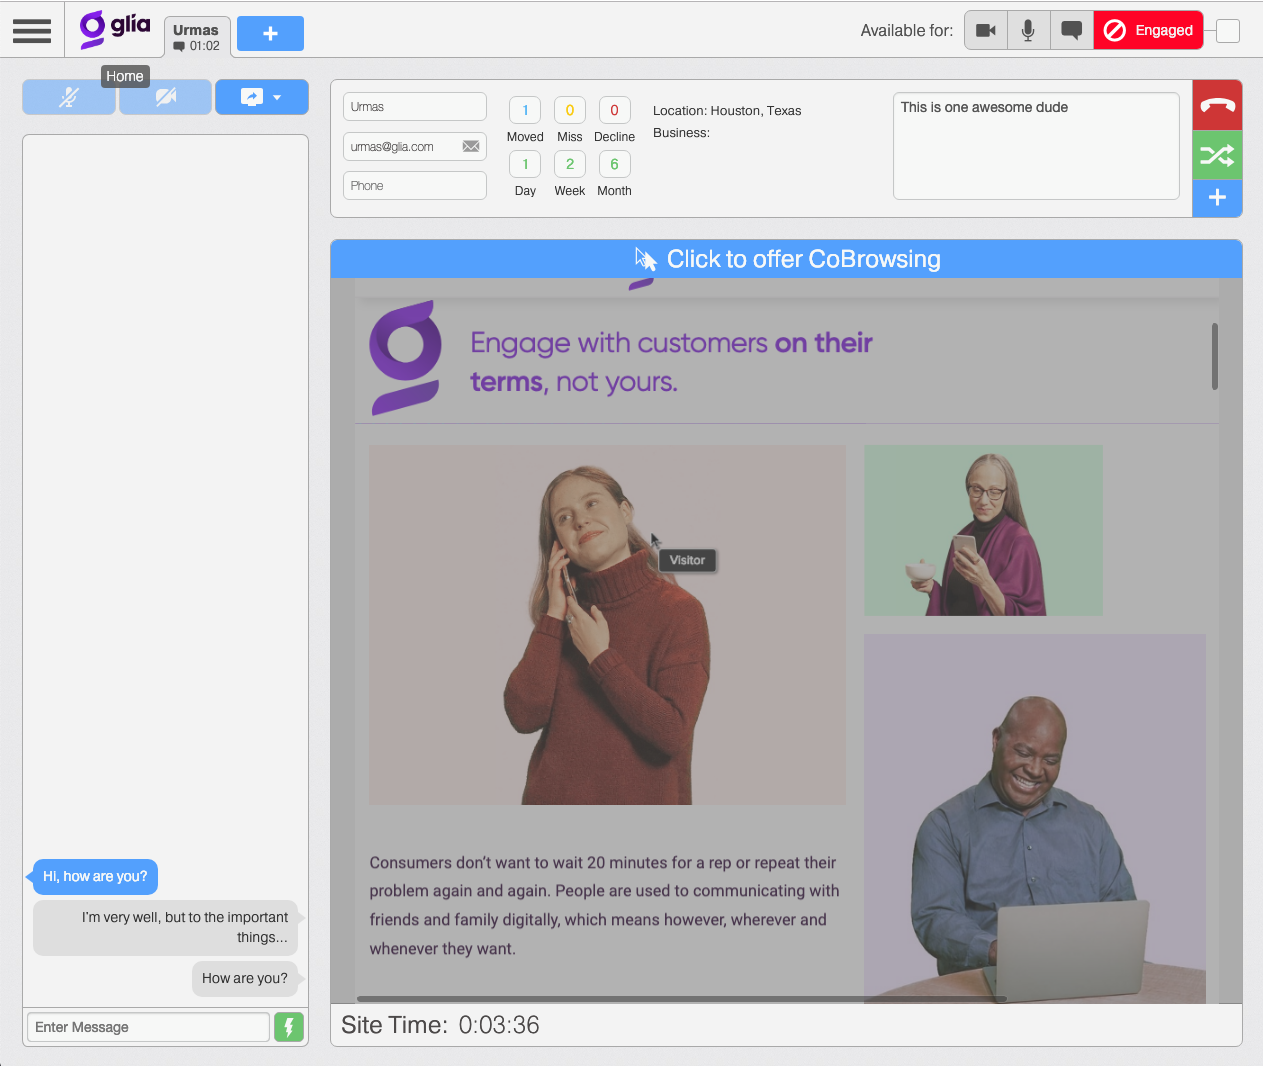 glia
Urmas
01:02
+
Available for:
Engaged
Home
Urmas
urmas@glia.com
Phone
1 0 0
Moved Miss Decline
1 2 6
Day Week Month
Location: Houston, Texas
Business:
This is one awesome dude
+
Click to offer CoBrowsing
Engage with customers on their
terms, not yours.
Visitor
Consumers don’t want to wait 20 minutes for a rep or repeat their
problem again and again. People are used to communicating with
friends and family digitally, which means however, wherever and
whenever they want.
Hi, how are you?
I'm very well, but to the important
things...
How are you?
Enter Message
Site Time: 0:03:36